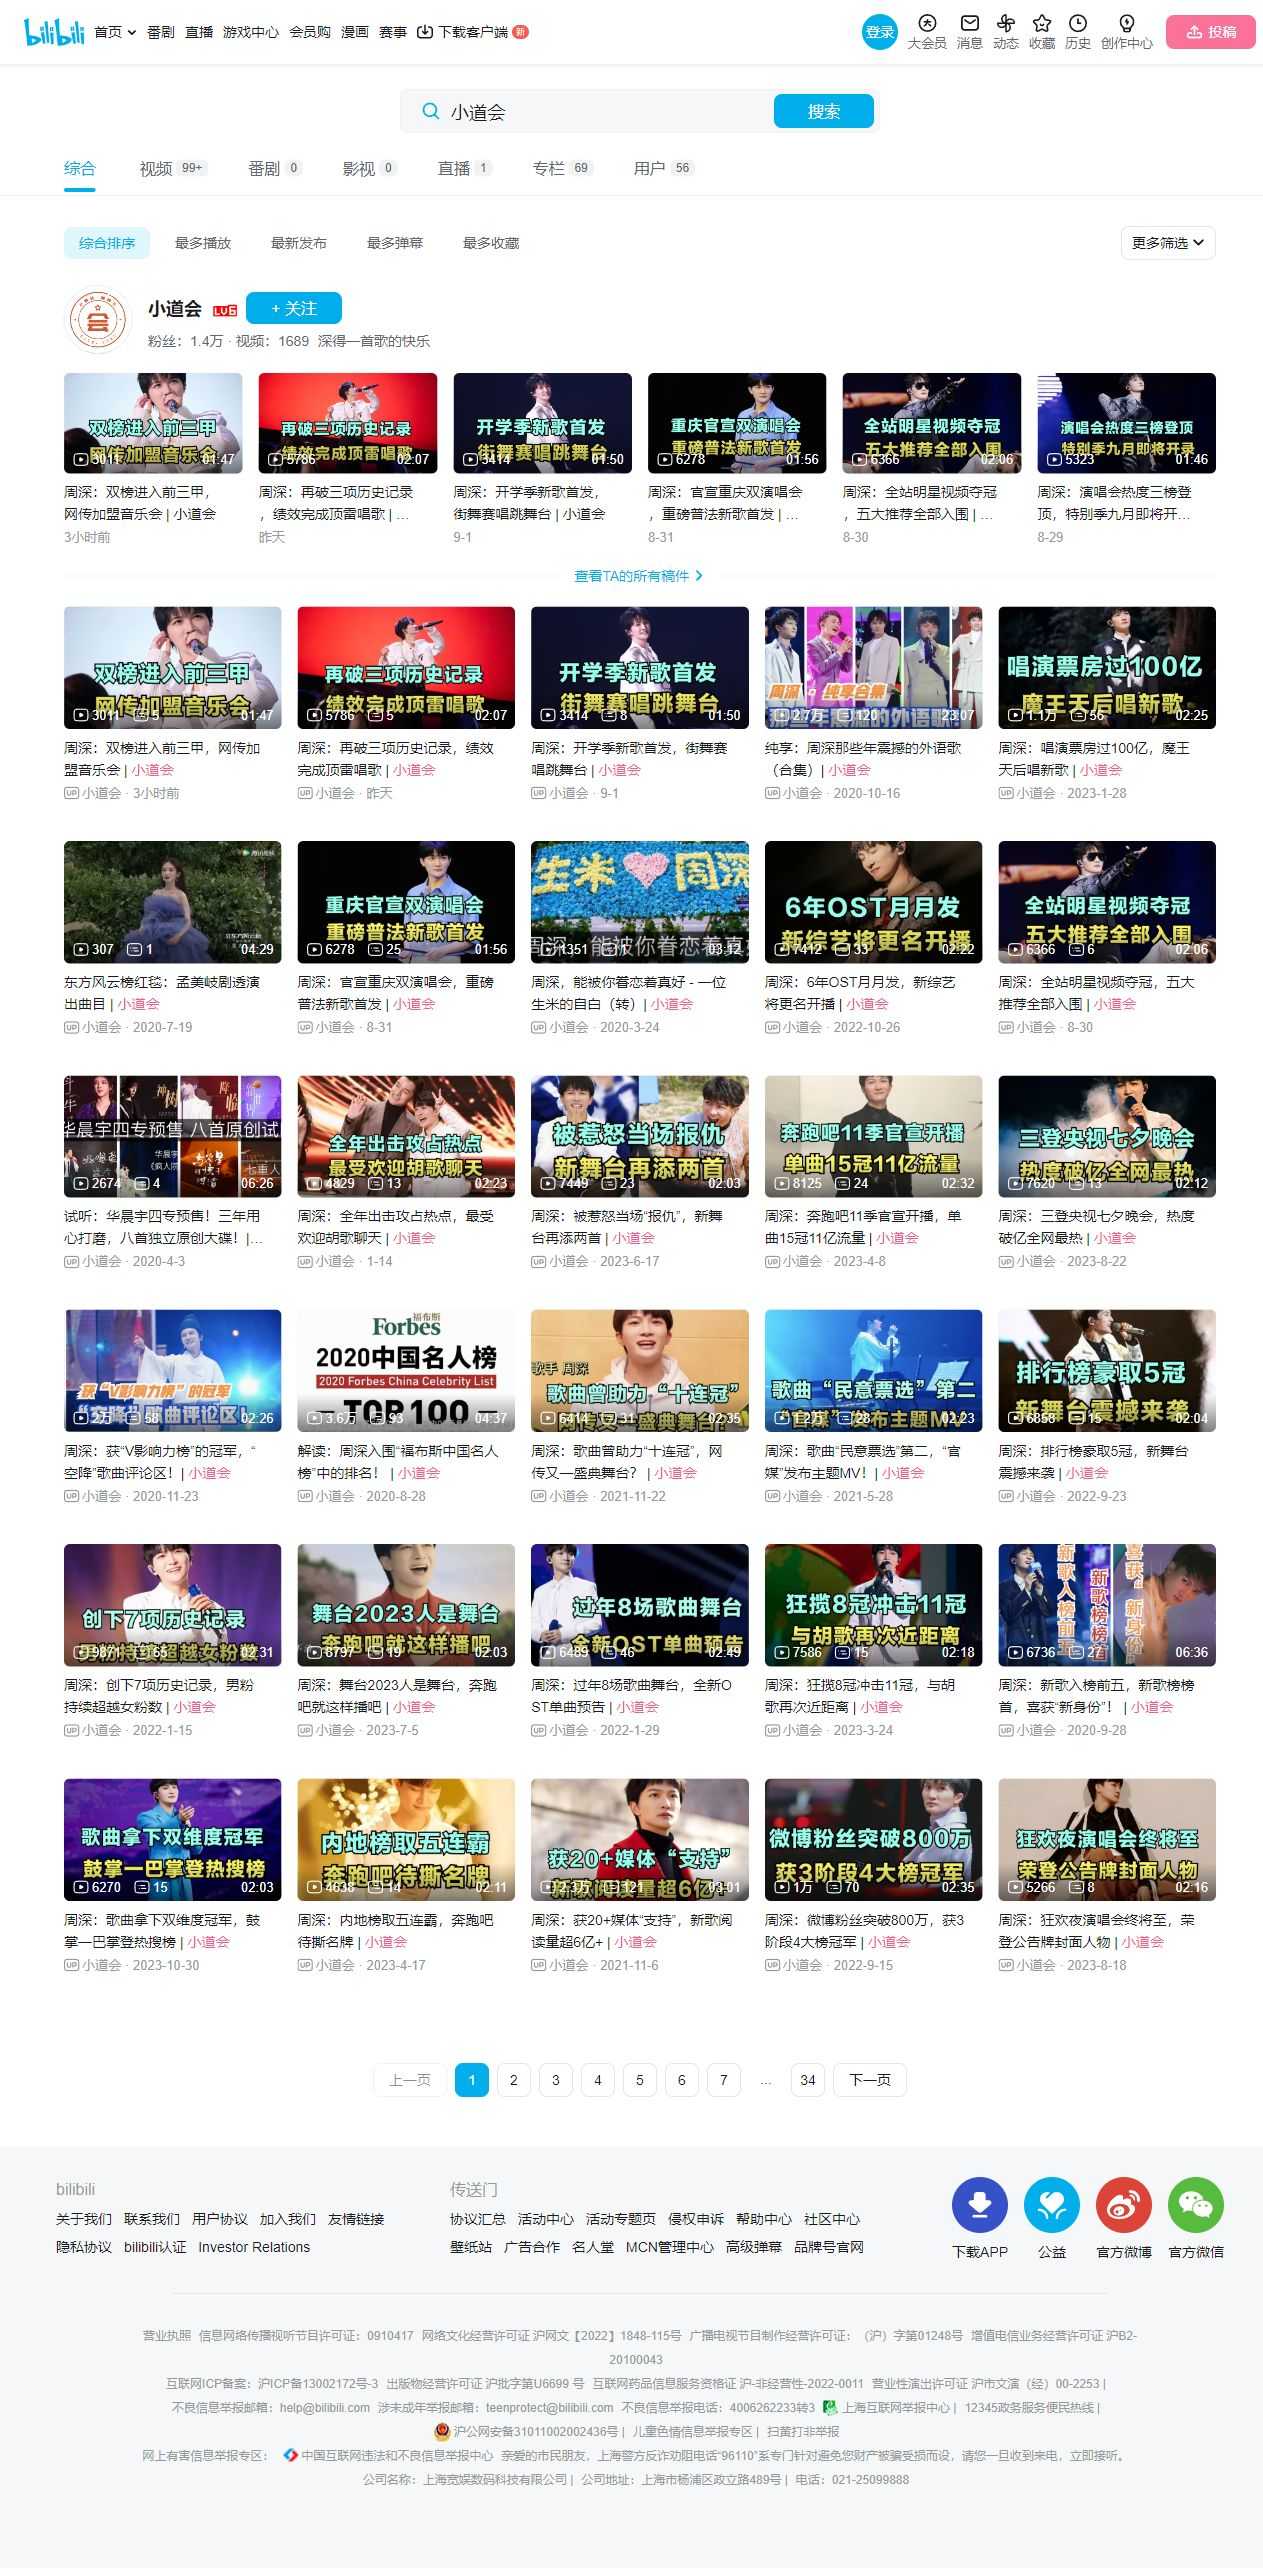 bilibili 首页 番剧 直播 游戏中心 会员购 漫画 赛事 下载客户端 新 登录 大会员 消息 动态 收藏 历史 创作中心 投稿
小道会 搜索
综合 视频 99+ 番剧 0 影视 0 直播 1 专栏 69 用户 56
综合排序 最多播放 最新发布 最多弹幕 最多收藏 更多筛选
小道会 LV6 + 关注
粉丝：1.4万 · 视频：1689 深得一首歌的快乐
双榜进入前三甲 再破三项历史记录 开学季新歌首发 重庆官宣双演唱会 全站明星视频夺冠 演唱会热度三榜登顶
网传加盟音乐会 绩效完成顶雷唱歌 街舞赛唱跳舞台 重磅普法新歌首发 五大推荐全部入围 特别季九月即将开录
3011 01:47 5786 02:07 3414 01:50 6278 01:56 6366 02:06 5323 01:46
周深：双榜进入前三甲， 周深：再破三项历史记录 周深：开学季新歌首发， 周深：官宣重庆双演唱会 周深：全站明星视频夺冠 周深：演唱会热度三榜登
网传加盟音乐会 | 小道会 ，绩效完成顶雷唱歌 | ... 街舞赛唱跳舞台 | 小道会 ，重磅普法新歌首发 | ... ，五大推荐全部入围 | ... 顶，特别季九月即将开...
3小时前 昨天 9-1 8-31 8-30 8-29
查看TA的所有稿件
双榜进入前三甲 再破三项历史记录 开学季新歌首发 周深 纯享合集 唱演票房过100亿
网传加盟音乐会 绩效完成顶雷唱歌 街舞赛唱跳舞台 的外语歌 魔王天后唱新歌
3011 5 01:47 5786 5 02:07 3414 8 01:50 2.7万 120 23:07 1.1万 56 02:25
周深：双榜进入前三甲，网传加 周深：再破三项历史记录，绩效 周深：开学季新歌首发，街舞赛 纯享：周深那些年震撼的外语歌 周深：唱演票房过100亿，魔王
盟音乐会 | 小道会 完成顶雷唱歌 | 小道会 唱跳舞台 | 小道会 （合集）| 小道会 天后唱新歌 | 小道会
小道会 · 3小时前 小道会 · 昨天 小道会 · 9-1 小道会 · 2020-10-16 小道会 · 2023-1-28
重庆官宣双演唱会 生米 周深 6年OST月月发 全站明星视频夺冠
重磅普法新歌首发 周深，能被你眷恋着真 新综艺将更名开播 五大推荐全部入围
307 1 04:29 6278 25 01:56 1351 03:12 7412 33 02:22 6366 6 02:06
东方风云榜红毯：孟美岐剧透演 周深：官宣重庆双演唱会，重磅 周深，能被你眷恋着真好 - 一位 周深：6年OST月月发，新综艺 周深：全站明星视频夺冠，五大
出曲目 | 小道会 普法新歌首发 | 小道会 生米的自白（转）| 小道会 将更名开播 | 小道会 推荐全部入围 | 小道会
小道会 · 2020-7-19 小道会 · 8-31 小道会 · 2020-3-24 小道会 · 2022-10-26 小道会 · 8-30
华晨宇四专预售 八首原创试 全年出击攻占热点 被惹怒当场报仇 奔跑吧11季官宣开播 三登央视七夕晚会
最受欢迎胡歌聊天 新舞台再添两首 单曲15冠11亿流量 热度破亿全网最热
2674 4 06:26 4829 13 02:23 7449 23 02:03 8125 24 02:32 7620 13 02:12
试听：华晨宇四专预售！三年用 周深：全年出击攻占热点，最受 周深：被惹怒当场“报仇”，新舞 周深：奔跑吧11季官宣开播，单 周深：三登央视七夕晚会，热度
心打磨，八首独立原创大碟！|... 欢迎胡歌聊天 | 小道会 台再添两首 | 小道会 曲15冠11亿流量 | 小道会 破亿全网最热 | 小道会
小道会 · 2020-4-3 小道会 · 1-14 小道会 · 2023-6-17 小道会 · 2023-4-8 小道会 · 2023-8-22
福布斯
Forbes
2020中国名人榜 歌手 周深 排行榜豪取5冠
获“V影响力榜”的冠军 2020 Forbes China Celebrity List 歌曲曾助力“十连冠” 歌曲“民意票选”第二
“空降”歌曲评论区！ TOP 100 网传又一盛典舞台？ “官媒”发布主题MV 新舞台震撼来袭
2万 58 02:26 3.6万 93 04:37 6414 31 02:35 1.2万 28 02:23 6858 15 02:04
周深：获“V影响力榜”的冠军，“ 解读：周深入围“福布斯中国名人 周深：歌曲曾助力“十连冠”，网 周深：歌曲“民意票选”第二，“官 周深：排行榜豪取5冠，新舞台
空降”歌曲评论区！| 小道会 榜”中的排名！ | 小道会 传又一盛典舞台？ | 小道会 媒”发布主题MV！| 小道会 震撼来袭 | 小道会
小道会 · 2020-11-23 小道会 · 2020-8-28 小道会 · 2021-11-22 小道会 · 2021-5-28 小道会 · 2022-9-23
创下7项历史记录 舞台2023人是舞台 过年8场歌曲舞台 狂揽8冠冲击11冠 新歌入榜前五 新歌榜榜首 喜获“新身份
超越女粉数 奔跑吧就这样播吧 全新OST单曲预告 与胡歌再次近距离
9871 65 02:31 8797 19 02:03 6489 46 02:49 7586 15 02:18 6736 27 06:36
周深：创下7项历史记录，男粉 周深：舞台2023人是舞台，奔跑 周深：过年8场歌曲舞台，全新O 周深：狂揽8冠冲击11冠，与胡 周深：新歌入榜前五，新歌榜榜
持续超越女粉数 | 小道会 吧就这样播吧 | 小道会 ST单曲预告 | 小道会 歌再次近距离 | 小道会 首，喜获“新身份”！ | 小道会
小道会 · 2022-1-15 小道会 · 2023-7-5 小道会 · 2022-1-29 小道会 · 2023-3-24 小道会 · 2020-9-28
歌曲拿下双维度冠军 内地榜取五连霸 获20+媒体“支持” 微博粉丝突破800万 狂欢夜演唱会终将至
鼓掌一巴掌登热搜榜 奔跑吧待撕名牌 新歌阅读量超6亿+ 获3阶段4大榜冠军 荣登公告牌封面人物
6270 15 02:03 4638 14 02:11 2.3万 121 03:01 1万 70 02:35 5266 8 02:16
周深：歌曲拿下双维度冠军，鼓 周深：内地榜取五连霸，奔跑吧 周深：获20+媒体“支持”，新歌阅 周深：微博粉丝突破800万，获3 周深：狂欢夜演唱会终将至，荣
掌一巴掌登热搜榜 | 小道会 待撕名牌 | 小道会 读量超6亿+ | 小道会 阶段4大榜冠军 | 小道会 登公告牌封面人物 | 小道会
小道会 · 2023-10-30 小道会 · 2023-4-17 小道会 · 2021-11-6 小道会 · 2022-9-15 小道会 · 2023-8-18
上一页 1 2 3 4 5 6 7 ... 34 下一页
bilibili 传送门
关于我们 联系我们 用户协议 加入我们 友情链接 协议汇总 活动中心 活动专题页 侵权申诉 帮助中心 社区中心
隐私协议 bilibili认证 Investor Relations 壁纸站 广告合作 名人堂 MCN管理中心 高级弹幕 品牌号官网
下载APP 公益 官方微博 官方微信
营业执照 信息网络传播视听节目许可证：0910417 网络文化经营许可证 沪网文【2022】1848-115号 广播电视节目制作经营许可证：（沪）字第01248号 增值电信业务经营许可证 沪B2-
20100043
互联网ICP备案：沪ICP备13002172号-3 出版物经营许可证 沪批字第U6699 号 互联网药品信息服务资格证 沪-非经营性-2022-0011 营业性演出许可证 沪市文演（经）00-2253 |
不良信息举报邮箱：help@bilibili.com 涉未成年举报邮箱：teenprotect@bilibili.com 不良信息举报电话：4006262233转3 上海互联网举报中心 | 12345政务服务便民热线 |
沪公网安备31011002002436号 | 儿童色情信息举报专区 | 扫黄打非举报
网上有害信息举报专区： 中国互联网违法和不良信息举报中心 亲爱的市民朋友，上海警方反诈劝阻电话“96110”系专门针对避免您财产被骗受损而设，请您一旦收到来电，立即接听。
公司名称：上海宽娱数码科技有限公司 | 公司地址：上海市杨浦区政立路489号 | 电话：021-25099888